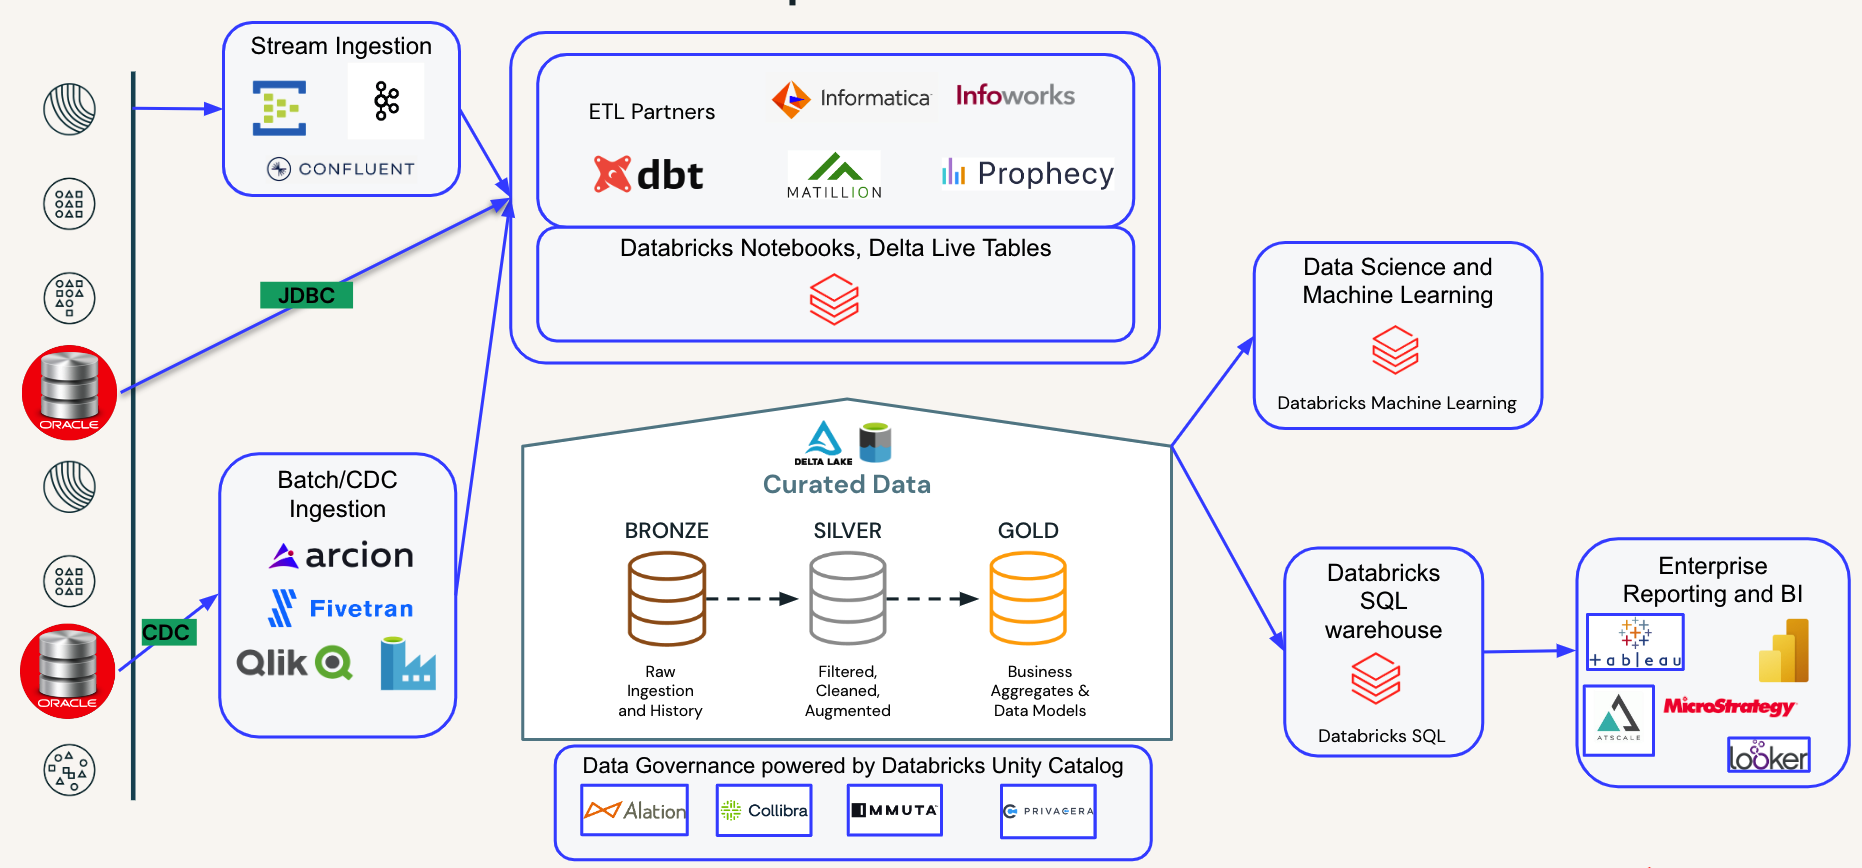 Stream Ingestion
CONFLUENT
ETL Partners
Informatica
Infoworks
dbt
MATILLION
Prophecy
Databricks Notebooks, Delta Live Tables
JDBC
ORACLE
Batch/CDC
Ingestion
arcion
Fivetran
Qlik
CDC
ORACLE
DELTA LAKE
Curated Data
BRONZE
SILVER
GOLD
Raw
Ingestion
and History
Filtered,
Cleaned,
Augmented
Business
Aggregates &
Data Models
Data Governance powered by Databricks Unity Catalog
Alation
Collibra
IMMUTA
PRIVACERA
Data Science and
Machine Learning
Databricks Machine Learning
Databricks
SQL
warehouse
Databricks SQL
Enterprise
Reporting and BI
+ableau
ATSCALE
MicroStrategy
looker